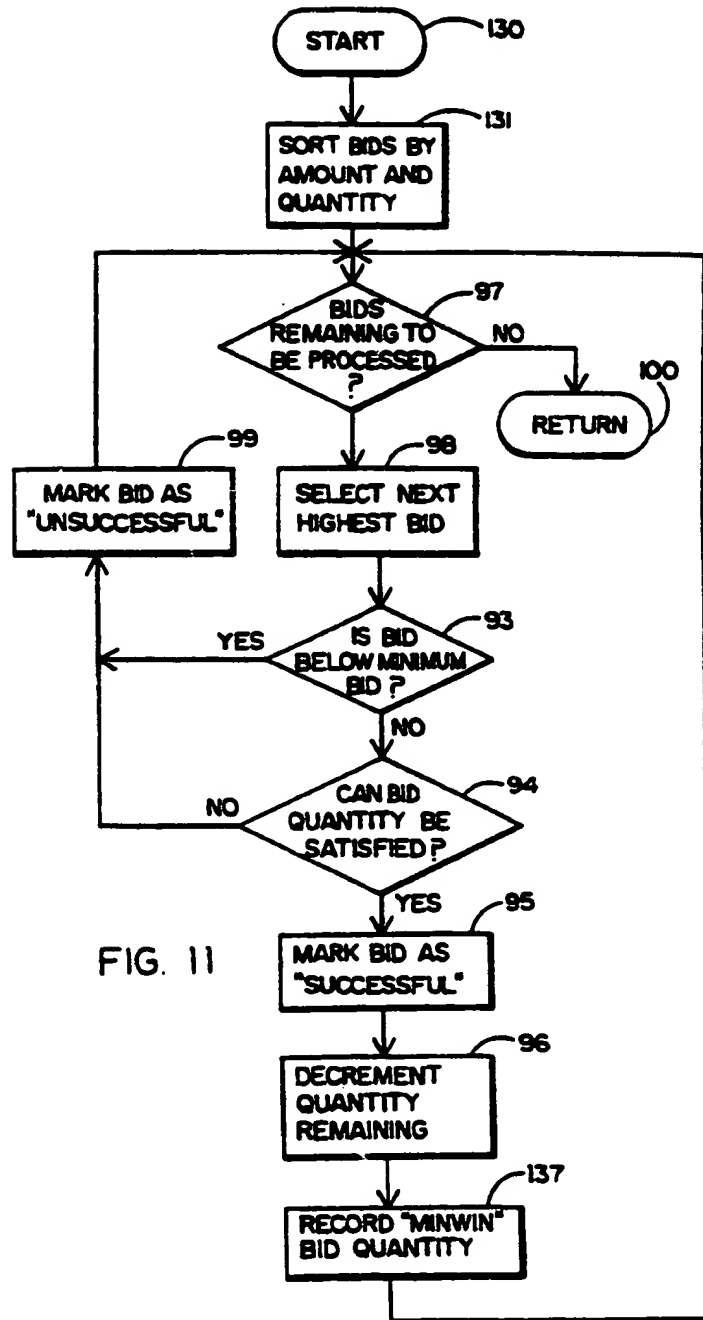 START
130
131
SORT BIDS BY
AMOUNT AND
QUANTITY
97
BIDS
REMAINING TO
BE PROCESSED
?
NO
100
RETURN
99
MARK BID AS
"UNSUCCESSFUL"
98
SELECT NEXT
HIGHEST BID
93
YES
IS BID
BELOW MINIMUM
BID ?
NO
94
NO
CAN BID
QUANTITY BE
SATISFIED?
YES
95
FIG. 11
MARK BID AS
"SUCCESSFUL"
96
DECREMENT
QUANTITY
REMAINING
137
RECORD "MINWIN"
BID QUANTITY